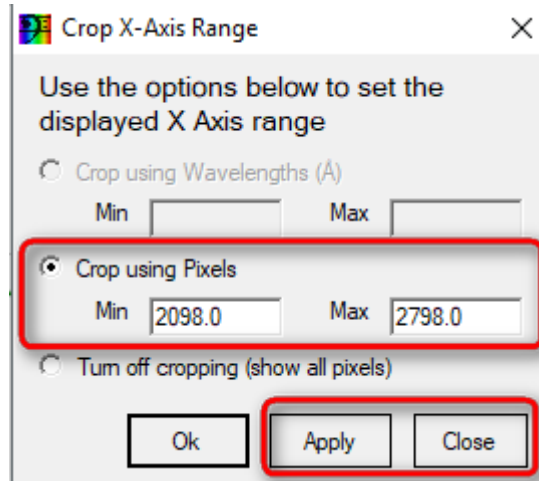 Crop X-Axis Range
Use the options below to set the
displayed X Axis range
Crop using Wavelengths (Å)
Min Max
Crop using Pixels
Min 2098.0 Max 2798.0
Turn off cropping (show all pixels)
Ok Apply Close